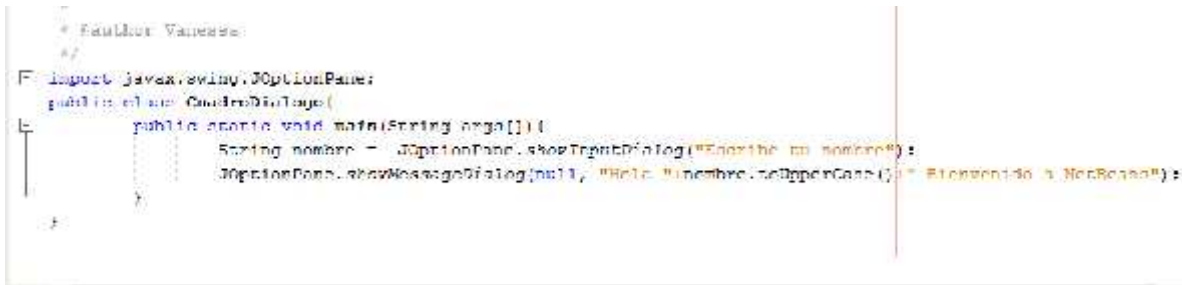 *
* @author Vanessa
*/
import javax.swing.JOptionPane;
public class CuadroDialogo{
public static void main(String args[]){
String nombre = JOptionPane.showInputDialog("Escribe tu nombre");
JOptionPane.showMessageDialog(null, "Hola "+nombre.toUpperCase()+" Bienvenido a NetBeans");
}
}